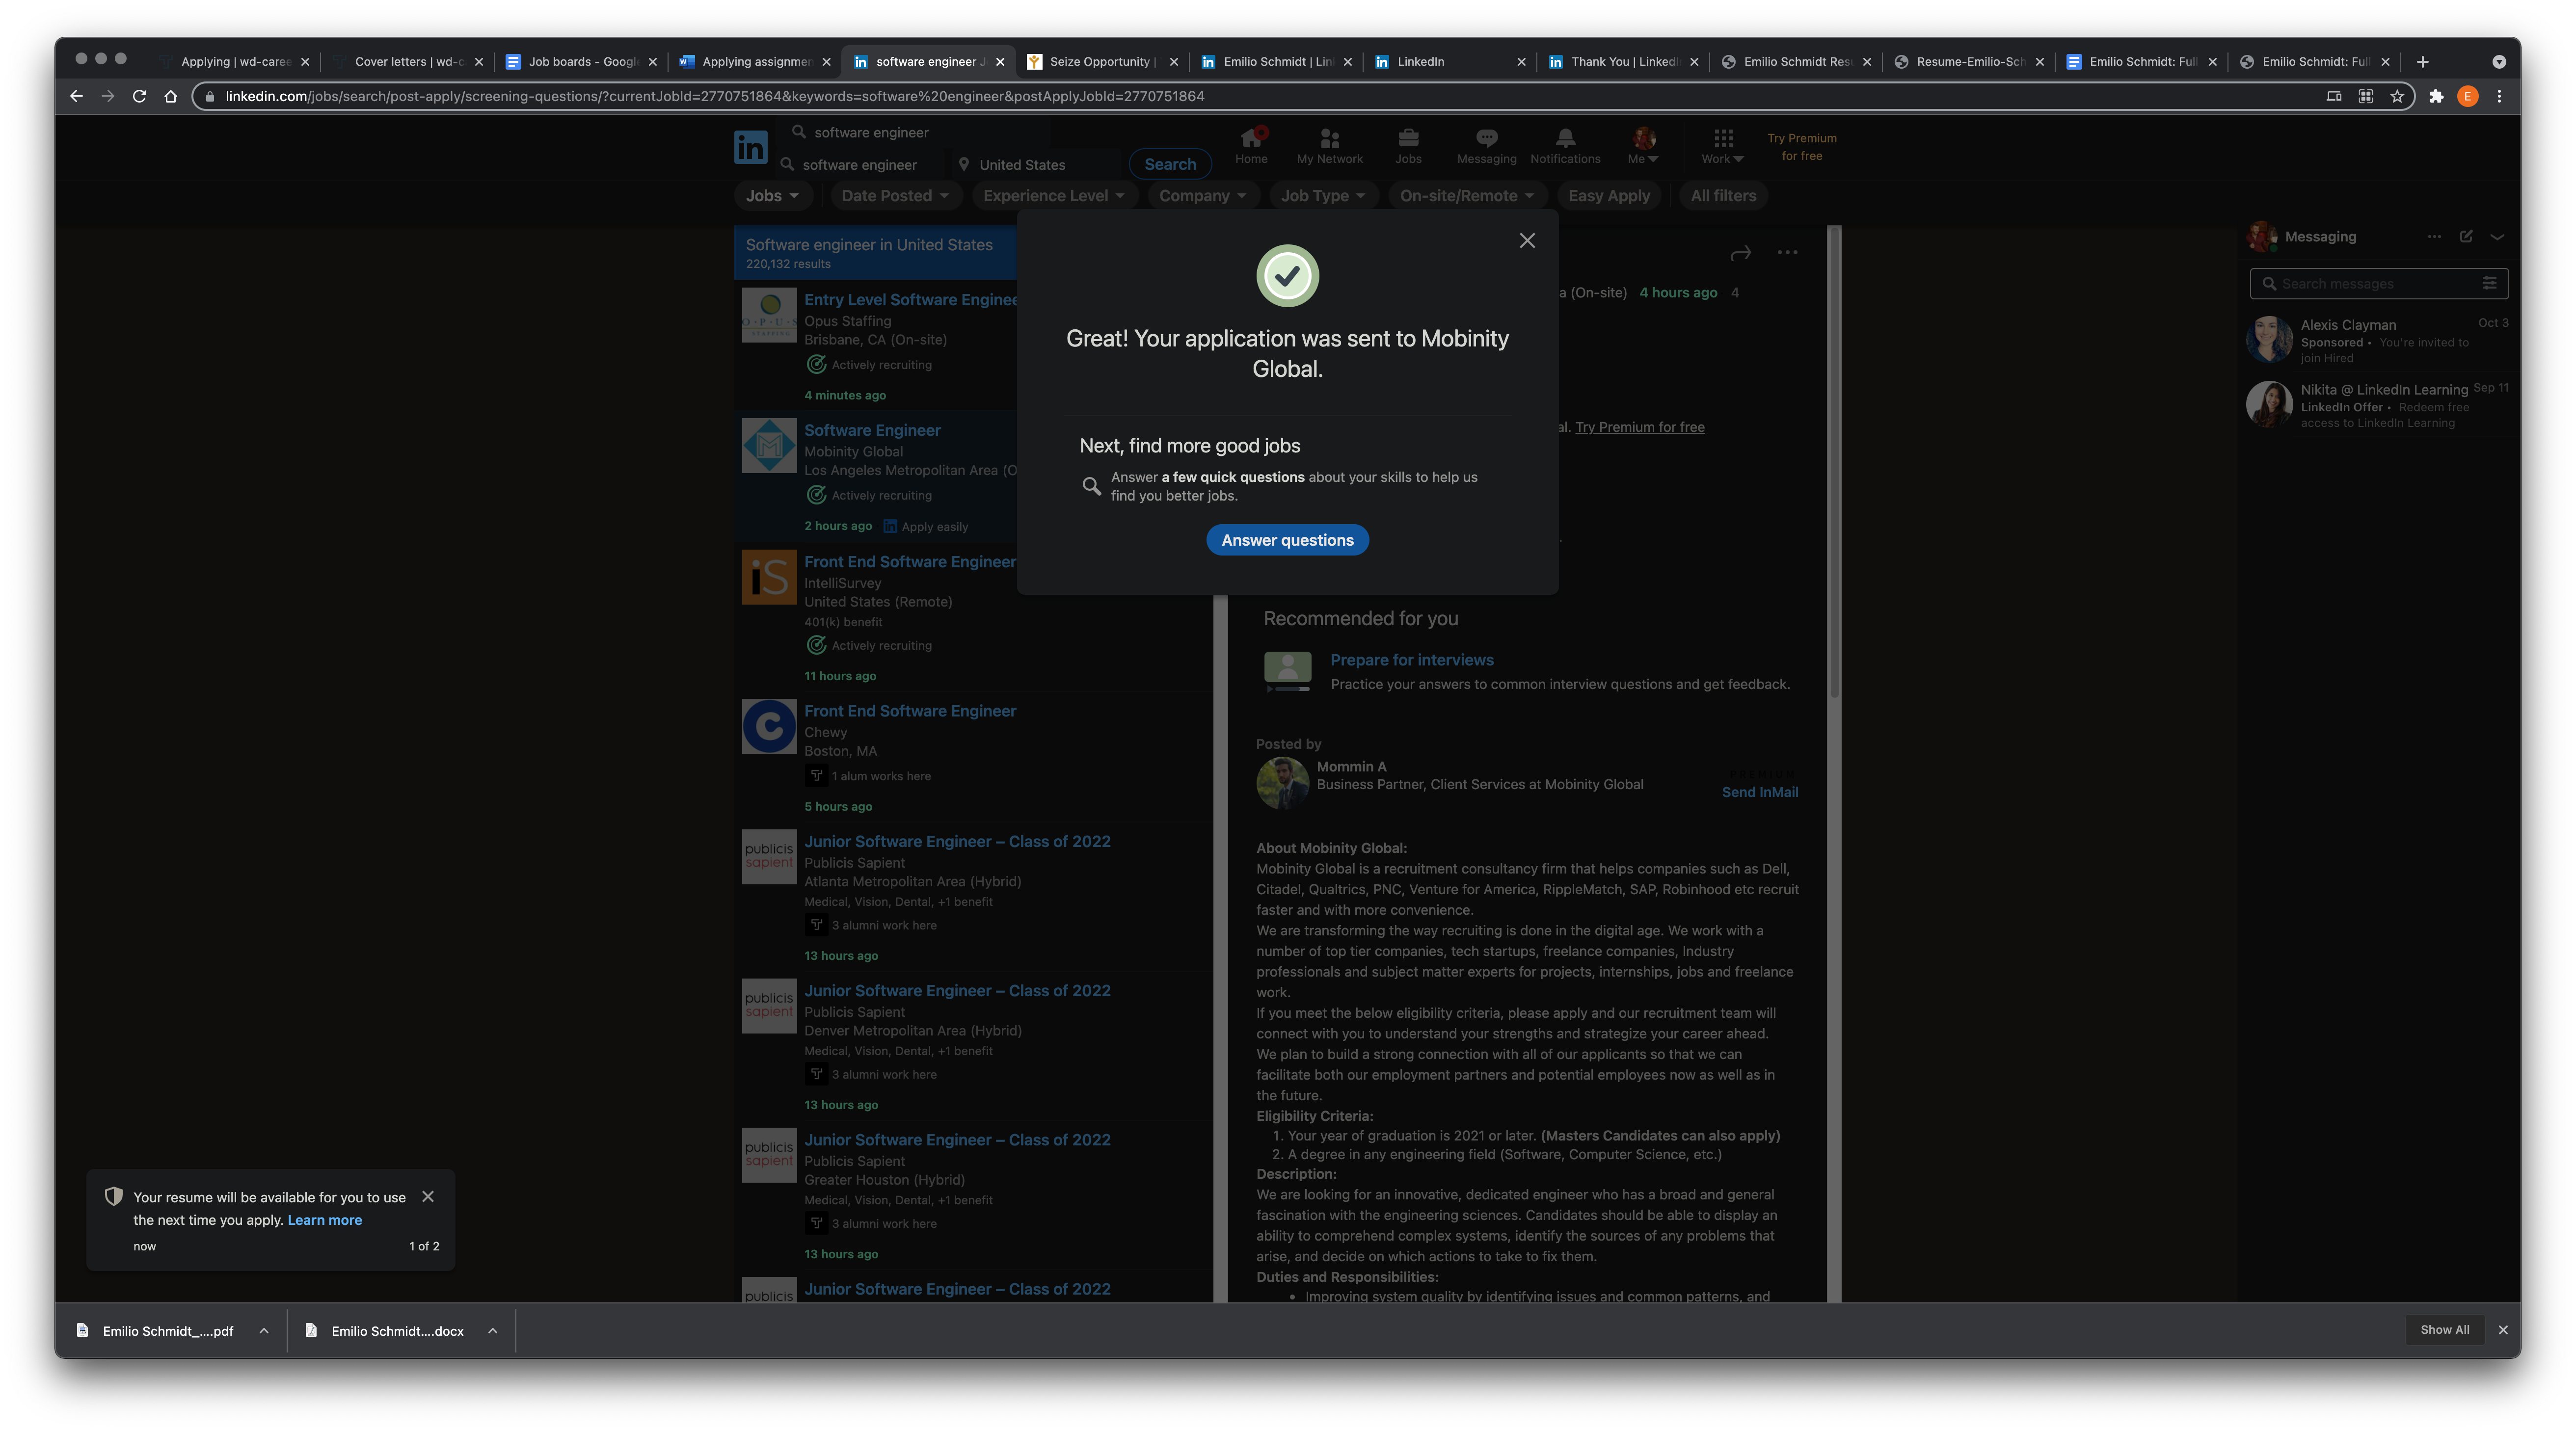 Applying | wd-caree
Cover letters | wd-c
Job boards - Google
Applying assignmen
software engineer J
Seize Opportunity |
Emilio Schmidt | Lin
LinkedIn
Thank You | LinkedI
Emilio Schmidt Resu
Resume-Emilio-Sch
Emilio Schmidt: Full
Emilio Schmidt: Full
linkedin.com/jobs/search/post-apply/screening-questions/?currentJobId=2770751864&keywords=software%20engineer&postApplyJobId=2770751864
E
in
software engineer
software engineer
United States
Search
Home
My Network
Jobs
Messaging
Notifications
Me
Work
Try Premium
for free
Jobs
Date Posted
Experience Level
Company
Job Type
On-site/Remote
Easy Apply
All filters
Software engineer in United States
220,132 results
OPUS
STAFFING
Entry Level Software Enginee
Opus Staffing
Brisbane, CA (On-site)
Actively recruiting
4 minutes ago
M
Software Engineer
Mobinity Global
Los Angeles Metropolitan Area (O
Actively recruiting
2 hours ago
in Apply easily
iS
Front End Software Engineer
IntelliSurvey
United States (Remote)
401(k) benefit
Actively recruiting
11 hours ago
C
Front End Software Engineer
Chewy
Boston, MA
1 alum works here
5 hours ago
publicis
sapient
Junior Software Engineer – Class of 2022
Publicis Sapient
Atlanta Metropolitan Area (Hybrid)
Medical, Vision, Dental, +1 benefit
3 alumni work here
13 hours ago
publicis
sapient
Junior Software Engineer – Class of 2022
Publicis Sapient
Denver Metropolitan Area (Hybrid)
Medical, Vision, Dental, +1 benefit
3 alumni work here
13 hours ago
publicis
sapient
Junior Software Engineer – Class of 2022
Publicis Sapient
Greater Houston (Hybrid)
Medical, Vision, Dental, +1 benefit
3 alumni work here
13 hours ago
publicis
Junior Software Engineer – Class of 2022
Great! Your application was sent to Mobinity
Global.
Next, find more good jobs
Answer a few quick questions about your skills to help us
find you better jobs.
Answer questions
a (On-site) 4 hours ago 4
al. Try Premium for free
Recommended for you
Prepare for interviews
Practice your answers to common interview questions and get feedback.
Posted by
Mommin A
Business Partner, Client Services at Mobinity Global
PREMIUM
Send InMail
About Mobinity Global:
Mobinity Global is a recruitment consultancy firm that helps companies such as Dell,
Citadel, Qualtrics, PNC, Venture for America, RippleMatch, SAP, Robinhood etc recruit
faster and with more convenience.
We are transforming the way recruiting is done in the digital age. We work with a
number of top tier companies, tech startups, freelance companies, Industry
professionals and subject matter experts for projects, internships, jobs and freelance
work.
If you meet the below eligibility criteria, please apply and our recruitment team will
connect with you to understand your strengths and strategize your career ahead.
We plan to build a strong connection with all of our applicants so that we can
facilitate both our employment partners and potential employees now as well as in
the future.
Eligibility Criteria:
1. Your year of graduation is 2021 or later. (Masters Candidates can also apply)
2. A degree in any engineering field (Software, Computer Science, etc.)
Description:
We are looking for an innovative, dedicated engineer who has a broad and general
fascination with the engineering sciences. Candidates should be able to display an
ability to comprehend complex systems, identify the sources of any problems that
arise, and decide on which actions to take to fix them.
Duties and Responsibilities:
• Improving system quality by identifying issues and common patterns, and
Messaging
Search messages
Alexis Clayman Oct 3
Sponsored • You're invited to
join Hired
Nikita @ LinkedIn Learning Sep 11
LinkedIn Offer • Redeem free
access to LinkedIn Learning
Your resume will be available for you to use
the next time you apply. Learn more
now
1 of 2
Emilio Schmidt_....pdf
Emilio Schmidt....docx
Show All